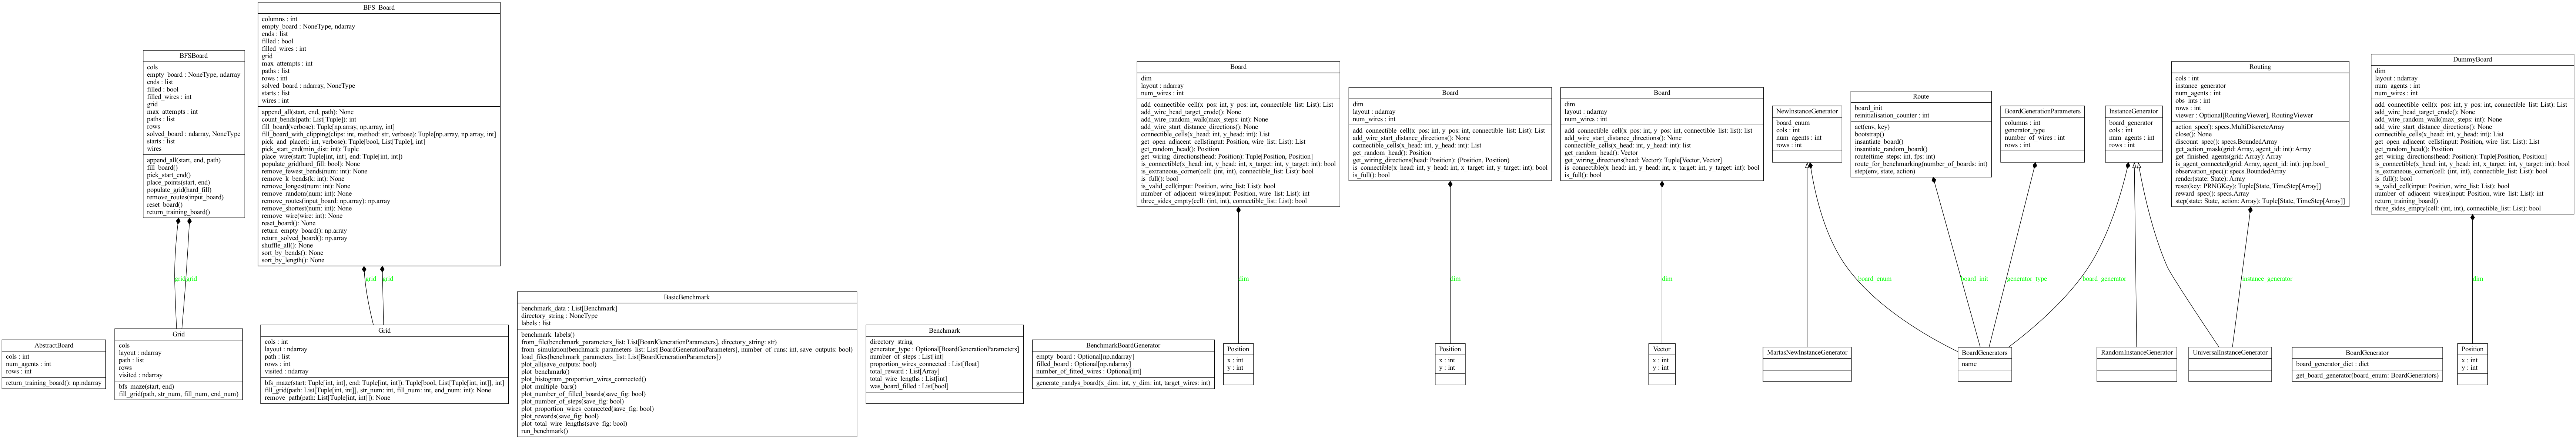 BFSBoard
cols
empty_board : NoneType, ndarray
ends : list
filled : bool
filled_wires : int
grid
max_attempts : int
paths : list
rows
solved_board : ndarray, NoneType
starts : list
wires
append_all(start, end, path)
fill_board()
pick_start_end()
place_points(start, end)
populate_grid(hard_fill)
remove_routes(input_board)
reset_board()
return_training_board()
BFS_Board
columns : int
empty_board : NoneType, ndarray
ends : list
filled : bool
filled_wires : int
grid
max_attempts : int
paths : list
rows : int
solved_board : ndarray, NoneType
starts : list
wires : int
append_all(start, end, path): None
count_bends(path: List[Tuple]): int
fill_board(verbose): Tuple[np.array, np.array, int]
fill_board_with_clipping(clips: int, method: str, verbose): Tuple[np.array, np.array, int]
pick_and_place(i: int, verbose): Tuple[bool, List[Tuple], int]
pick_start_end(min_dist: int): Tuple
place_wire(start: Tuple[int, int], end: Tuple[int, int])
populate_grid(hard_fill: bool): None
remove_fewest_bends(num: int): None
remove_k_bends(k: int): None
remove_longest(num: int): None
remove_random(num: int): None
remove_routes(input_board: np.array): np.array
remove_shortest(num: int): None
remove_wire(wire: int): None
reset_board(): None
return_empty_board(): np.array
return_solved_board(): np.array
shuffle_all(): None
sort_by_bends(): None
sort_by_length(): None
Board
dim
layout : ndarray
num_wires : int
add_connectible_cell(x_pos: int, y_pos: int, connectible_list: List): List
add_wire_head_target_erode(): None
add_wire_random_walk(max_steps: int): None
add_wire_start_distance_directions(): None
connectible_cells(x_head: int, y_head: int): List
get_open_adjacent_cells(input: Position, wire_list: List): List
get_random_head(): Position
get_wiring_directions(head: Position): Tuple[Position, Position]
is_connectible(x_head: int, y_head: int, x_target: int, y_target: int): bool
is_extraneous_corner(cell: (int, int), connectible_list: List): bool
is_full(): bool
is_valid_cell(input: Position, wire_list: List): bool
number_of_adjacent_wires(input: Position, wire_list: List): int
three_sides_empty(cell: (int, int), connectible_list: List): bool
Board
dim
layout : ndarray
num_wires : int
add_connectible_cell(x_pos: int, y_pos: int, connectible_list: List): List
add_wire_start_distance_directions(): None
connectible_cells(x_head: int, y_head: int): List
get_random_head(): Position
get_wiring_directions(head: Position): (Position, Position)
is_connectible(x_head: int, y_head: int, x_target: int, y_target: int): bool
is_full(): bool
Board
dim
layout : ndarray
num_wires : int
add_connectible_cell(x_pos: int, y_pos: int, connectible_list: list): list
add_wire_start_distance_directions(): None
connectible_cells(x_head: int, y_head: int): list
get_random_head(): Vector
get_wiring_directions(head: Vector): Tuple[Vector, Vector]
is_connectible(x_head: int, y_head: int, x_target: int, y_target: int): bool
is_full(): bool
NewInstanceGenerator
board_enum
cols : int
num_agents : int
rows : int
Route
board_init
reinitialisation_counter : int
act(env, key)
bootstrap()
insantiate_board()
insantiate_random_board()
route(time_steps: int, fps: int)
route_for_benchmarking(number_of_boards: int)
step(env, state, action)
BoardGenerationParameters
columns : int
generator_type
number_of_wires : int
rows : int
InstanceGenerator
board_generator
cols : int
num_agents : int
rows : int
Routing
cols : int
instance_generator
num_agents : int
obs_ints : int
rows : int
viewer : Optional[RoutingViewer], RoutingViewer
action_spec(): specs.MultiDiscreteArray
close(): None
discount_spec(): specs.BoundedArray
get_action_mask(grid: Array, agent_id: int): Array
get_finished_agents(grid: Array): Array
is_agent_connected(grid: Array, agent_id: int): jnp.bool_
observation_spec(): specs.BoundedArray
render(state: State): Array
reset(key: PRNGKey): Tuple[State, TimeStep[Array]]
reward_spec(): specs.Array
step(state: State, action: Array): Tuple[State, TimeStep[Array]]
DummyBoard
dim
layout : ndarray
num_agents : int
num_wires : int
add_connectible_cell(x_pos: int, y_pos: int, connectible_list: List): List
add_wire_head_target_erode(): None
add_wire_random_walk(max_steps: int): None
add_wire_start_distance_directions(): None
connectible_cells(x_head: int, y_head: int): List
get_open_adjacent_cells(input: Position, wire_list: List): List
get_random_head(): Position
get_wiring_directions(head: Position): Tuple[Position, Position]
is_connectible(x_head: int, y_head: int, x_target: int, y_target: int): bool
is_extraneous_corner(cell: (int, int), connectible_list: List): bool
is_full(): bool
is_valid_cell(input: Position, wire_list: List): bool
number_of_adjacent_wires(input: Position, wire_list: List): int
return_training_board()
three_sides_empty(cell: (int, int), connectible_list: List): bool
grid
grid
grid
grid
dim
dim
dim
board_enum
board_init
generator_type
board_generator
instance_generator
dim
AbstractBoard
cols : int
num_agents : int
rows : int
return_training_board(): np.ndarray
Grid
cols
layout : ndarray
path : list
rows
visited : ndarray
bfs_maze(start, end)
fill_grid(path, str_num, fill_num, end_num)
Grid
cols : int
layout : ndarray
path : list
rows : int
visited : ndarray
bfs_maze(start: Tuple[int, int], end: Tuple[int, int]): Tuple[bool, List[Tuple[int, int]], int]
fill_grid(path: List[Tuple[int, int]], str_num: int, fill_num: int, end_num: int): None
remove_path(path: List[Tuple[int, int]]): None
BasicBenchmark
benchmark_data : List[Benchmark]
directory_string : NoneType
labels : list
benchmark_labels()
from_file(benchmark_parameters_list: List[BoardGenerationParameters], directory_string: str)
from_simulation(benchmark_parameters_list: List[BoardGenerationParameters], number_of_runs: int, save_outputs: bool)
load_files(benchmark_parameters_list: List[BoardGenerationParameters])
plot_all(save_outputs: bool)
plot_benchmark()
plot_histogram_proportion_wires_connected()
plot_multiple_bars()
plot_number_of_filled_boards(save_fig: bool)
plot_number_of_steps(save_fig: bool)
plot_proportion_wires_connected(save_fig: bool)
plot_rewards(save_fig: bool)
plot_total_wire_lengths(save_fig: bool)
run_benchmark()
Benchmark
directory_string
generator_type : Optional[BoardGenerationParameters]
number_of_steps : List[int]
proportion_wires_connected : List[float]
total_reward : List[Array]
total_wire_lengths : List[int]
was_board_filled : List[bool]
BenchmarkBoardGenerator
empty_board : Optional[np.ndarray]
filled_board : Optional[np.ndarray]
number_of_fitted_wires : Optional[int]
generate_randys_board(x_dim: int, y_dim: int, target_wires: int)
Position
x : int
y : int
Position
x : int
y : int
Vector
x : int
y : int
MartasNewInstanceGenerator
BoardGenerators
name
RandomInstanceGenerator
UniversalInstanceGenerator
BoardGenerator
board_generator_dict : dict
get_board_generator(board_enum: BoardGenerators)
Position
x : int
y : int